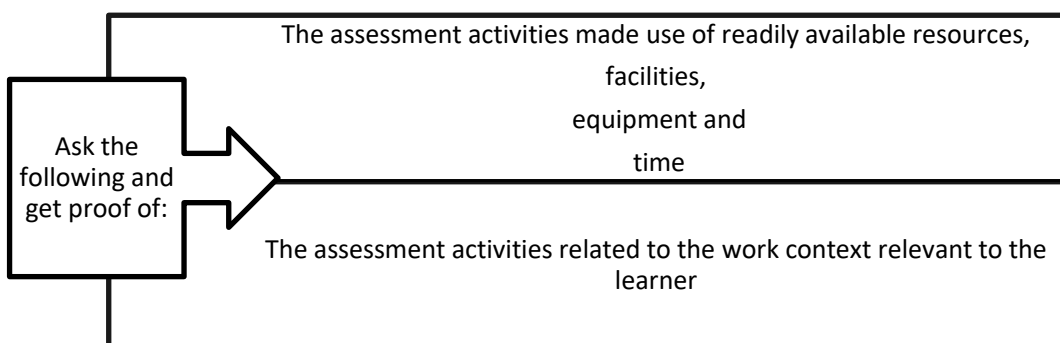 The assessment activities made use of readily available resources,
facilities,
equipment and
time
Ask the
following and
get proof of:
The assessment activities related to the work context relevant to the
learner